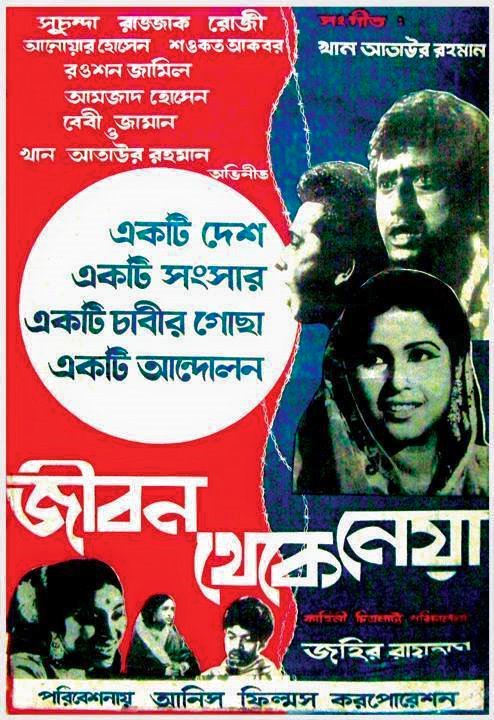 সুচন্দা রাজ্জাক রোজী
আনোয়ার হোসেন শওকত আকবর
রওশন জামিল
আমজাদ হোসেন
বেবী ও জামান
খান আতাউর রহমান
অভিনীত
সংগীত :
খান আতাউর রহমান
একটি দেশ
একটি সংসার
একটি চাবীর গোছা
একটি আন্দোলন
জীবন
থেকে নেয়া
কাহিনী চিত্রনাট্য পরিচালনা
জহির রায়হান
পরিবেশনায় আনিস ফিল্মস করপোরেশন